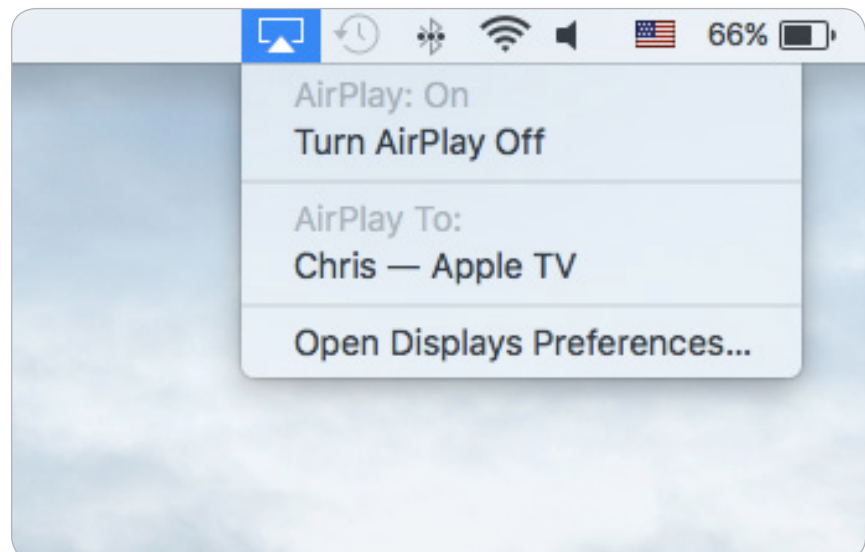 66%
AirPlay: On
Turn AirPlay Off
AirPlay To:
Chris — Apple TV
Open Displays Preferences...